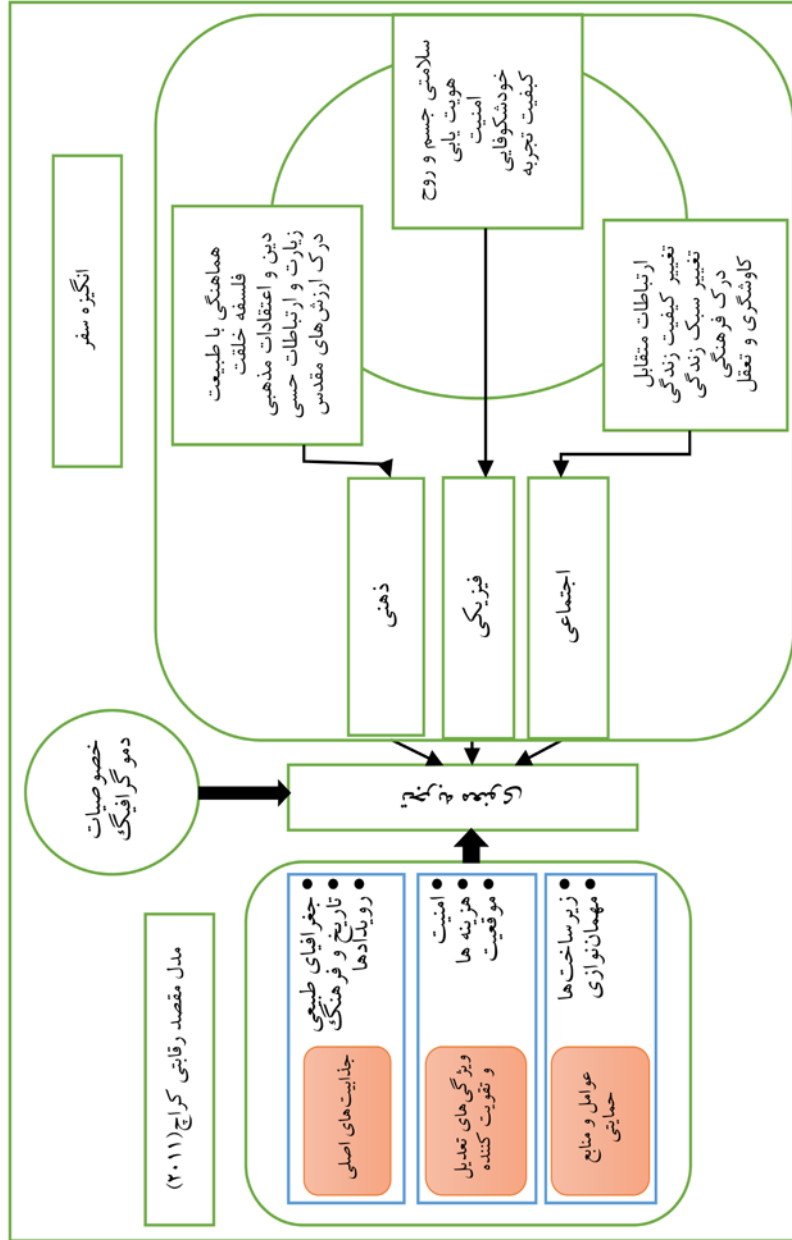 انگیزه سفر
سلامتی جسم و روح
هویت یابی
امنیت
خودشکوفایی
کیفیت تجربه
هماهنگی با طبیعت
فلسفه خلقت
دین و اعتقادات مذهبی
زیارت و ارتباطات حسی
درک ارزش‌های مقدس
ارتباطات متقابل
تغییر کیفیت زندگی
تغییر سبک زندگی
درک فرهنگی
کاوشگری و تعقل
ذهنی
فیزیکی
اجتماعی
خصوصیات
دموگرافیک
تجربه معنوی
مدل مقصد رقابتی کراچ(۲۰۱۱)
جغرافیای طبیعی
تاریخ و فرهنگ
رویدادها
جذابیت‌های اصلی
امنیت
هزینه ها
موقعیت
ویژگی‌های تعدیل
و تقویت کننده
زیرساخت‌ها
مهمان‌نوازی
عوامل و منابع
حمایتی